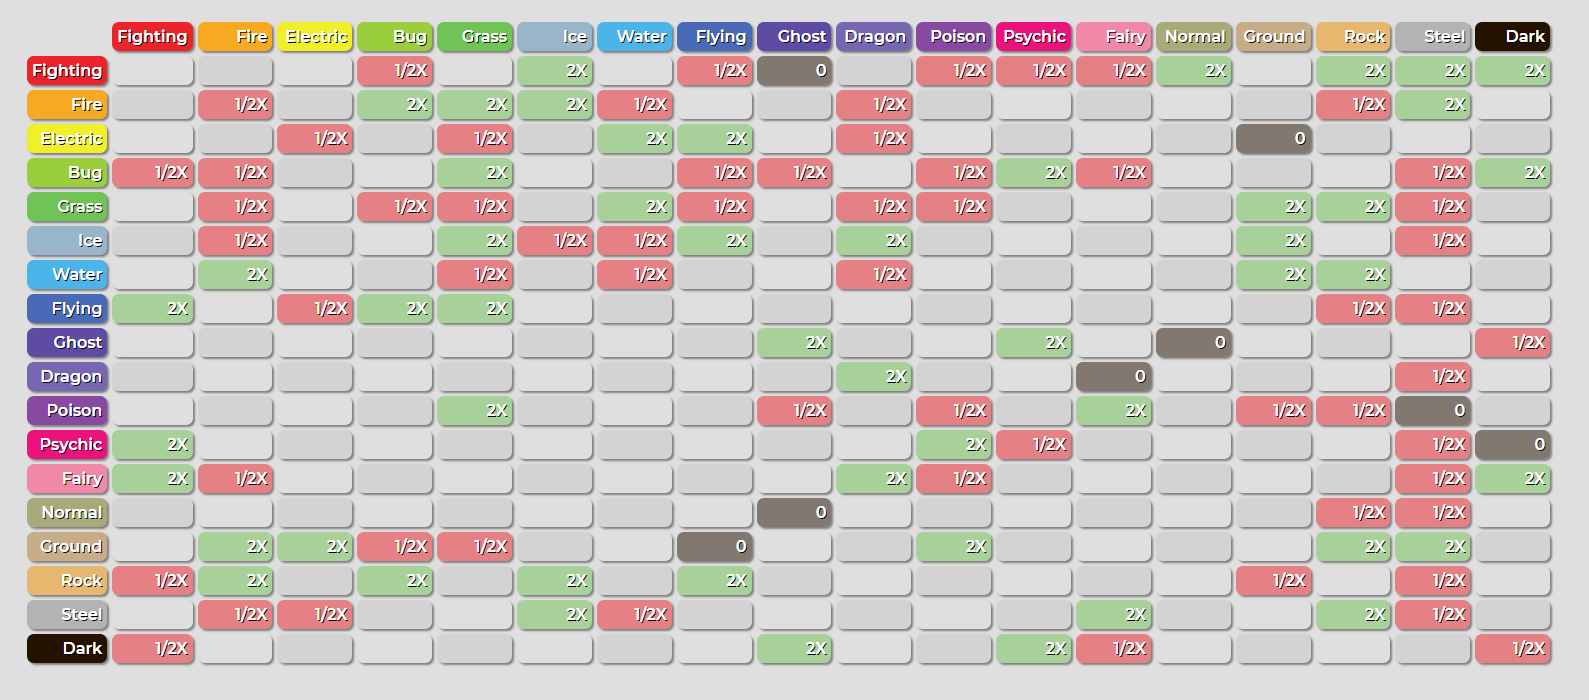 Fighting Fire Electric Bug Grass Ice Water Flying Ghost Dragon Poison Psychic Fairy Normal Ground Rock Steel Dark
Fighting 1/2X 2X 1/2X 0 1/2X 1/2X 1/2X 2X 2X 2X 2X
Fire 1/2X 2X 2X 2X 1/2X 1/2X 1/2X 2X
Electric 1/2X 1/2X 2X 2X 1/2X 0
Bug 1/2X 1/2X 2X 1/2X 1/2X 1/2X 2X 1/2X 1/2X 2X
Grass 1/2X 1/2X 1/2X 2X 1/2X 1/2X 1/2X 2X 2X 1/2X
Ice 1/2X 2X 1/2X 1/2X 2X 2X 2X 1/2X
Water 2X 1/2X 1/2X 1/2X 2X 2X
Flying 2X 1/2X 2X 2X 1/2X 1/2X
Ghost 2X 2X 0 1/2X
Dragon 2X 0 1/2X
Poison 2X 1/2X 1/2X 2X 1/2X 1/2X 0
Psychic 2X 2X 1/2X 1/2X 0
Fairy 2X 1/2X 2X 1/2X 1/2X 2X
Normal 0 1/2X 1/2X
Ground 2X 2X 1/2X 1/2X 0 2X 2X 2X
Rock 1/2X 2X 2X 2X 2X 1/2X 1/2X
Steel 1/2X 1/2X 2X 1/2X 2X 2X 1/2X
Dark 1/2X 2X 2X 1/2X 1/2X